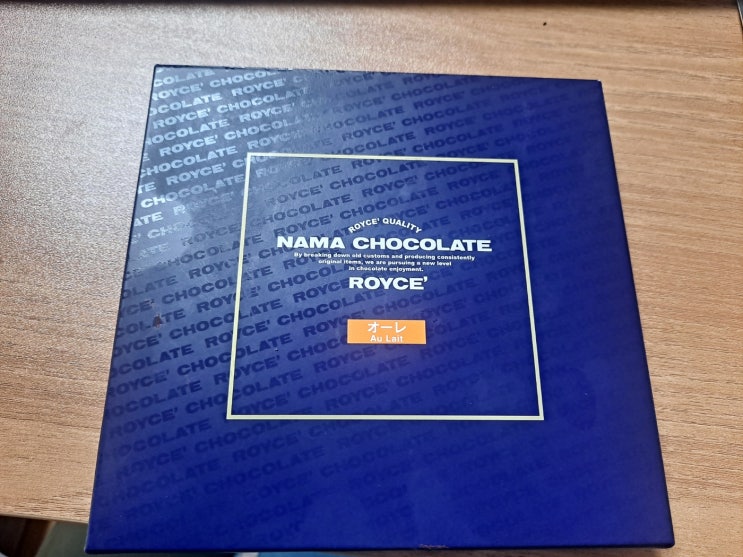 ROYCE' QUALITY
NAMA CHOCOLATE
By breaking down old customs and producing consistently
original items, we are pursuing a new level
in chocolate enjoyment.
ROYCE'
オーレ
Au Lait